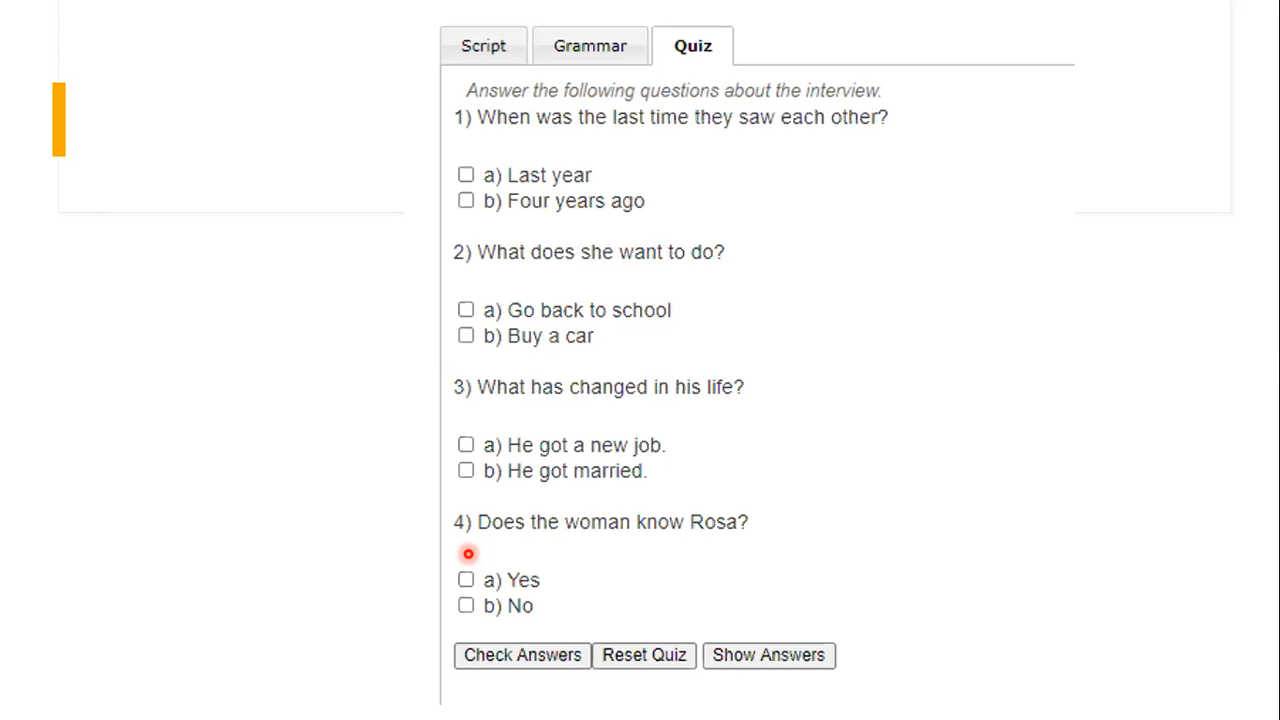 Script Grammar Quiz
Answer the following questions about the interview.
1) When was the last time they saw each other?
a) Last year
b) Four years ago
2) What does she want to do?
a) Go back to school
b) Buy a car
3) What has changed in his life?
a) He got a new job.
b) He got married.
4) Does the woman know Rosa?
a) Yes
b) No
Check Answers Reset Quiz Show Answers